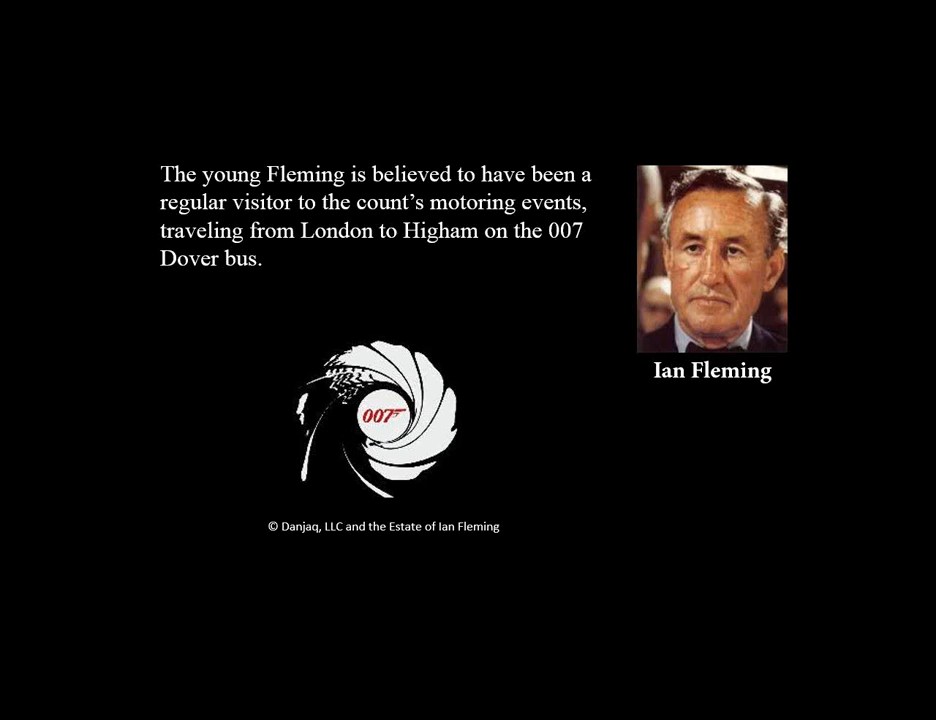 The young Fleming is believed to have been a
regular visitor to the count’s motoring events,
traveling from London to Higham on the 007
Dover bus.
Ian Fleming
007
© Danjaq, LLC and the Estate of Ian Fleming